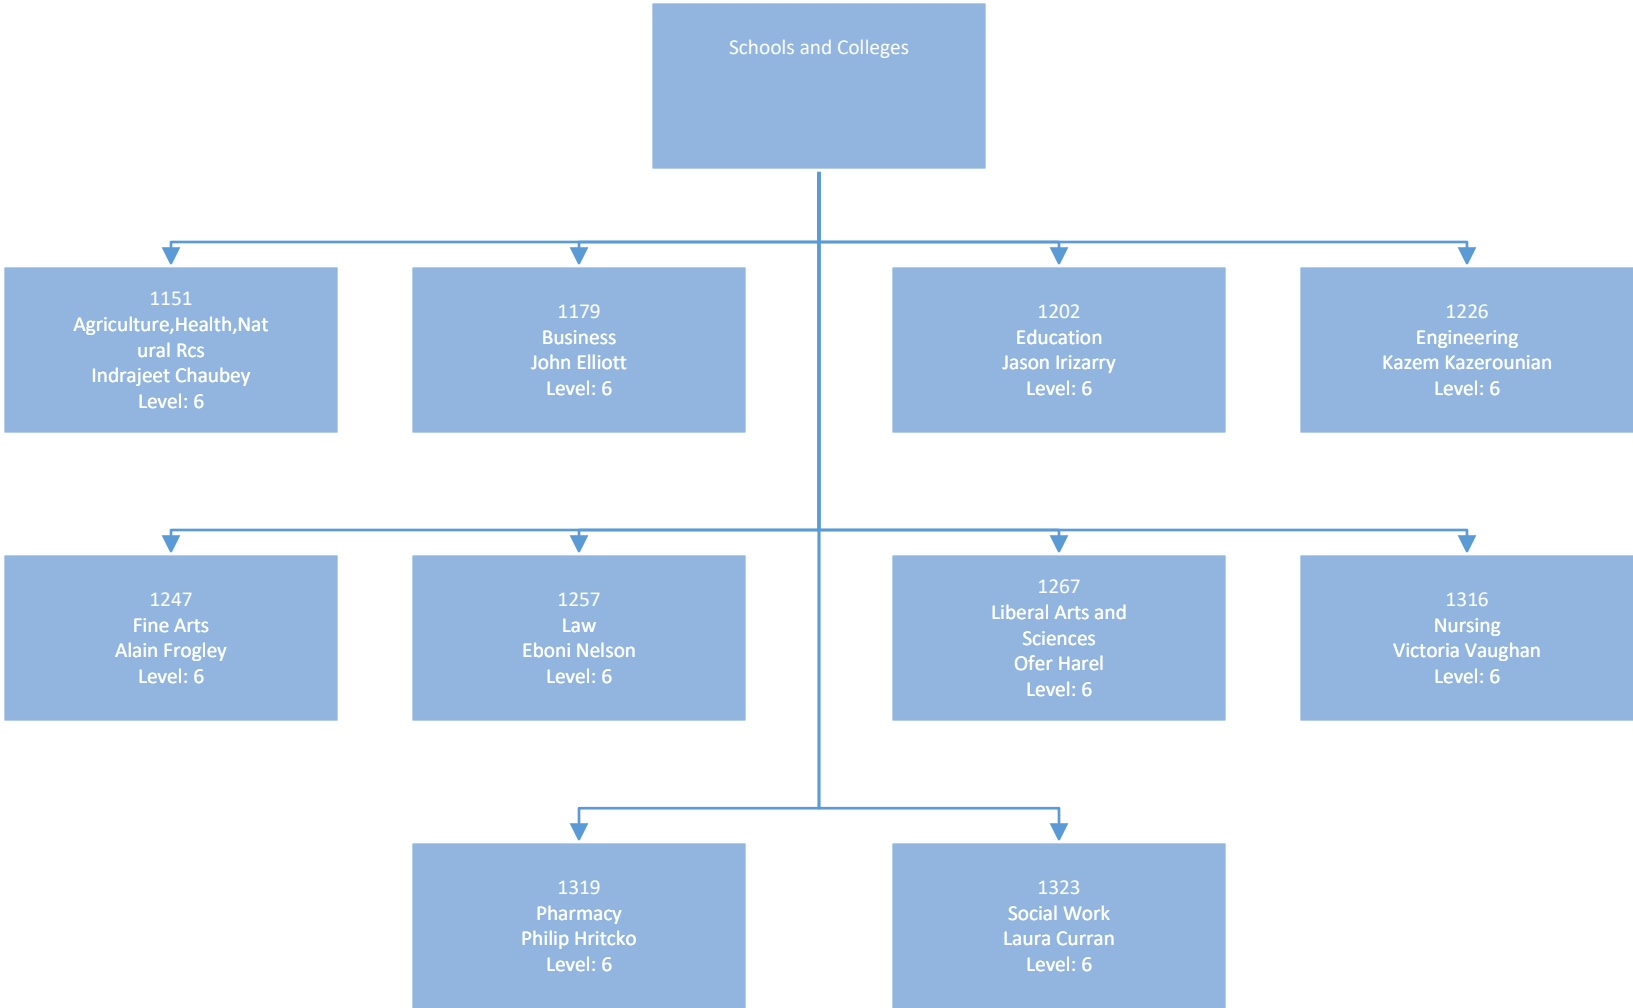 Schools and Colleges
1151
Agriculture,Health,Nat
ural Rcs
Indrajeet Chaubey
Level: 6
1179
Business
John Elliott
Level: 6
1202
Education
Jason Irizarry
Level: 6
1226
Engineering
Kazem Kazerounian
Level: 6
1247
Fine Arts
Alain Frogley
Level: 6
1257
Law
Eboni Nelson
Level: 6
1267
Liberal Arts and
Sciences
Ofer Harel
Level: 6
1316
Nursing
Victoria Vaughan
Level: 6
1319
Pharmacy
Philip Hritcko
Level: 6
1323
Social Work
Laura Curran
Level: 6